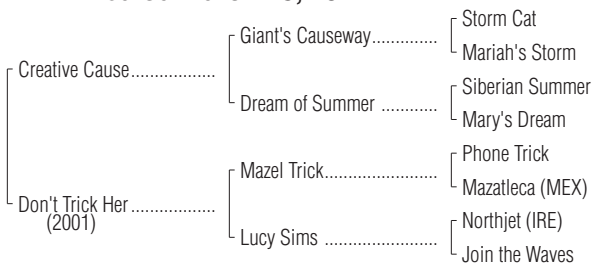 Storm Cat
Giant's Causeway..............
Mariah's Storm
Creative Cause.................
Siberian Summer
Dream of Summer ............
Mary's Dream
Phone Trick
Mazel Trick........................
Mazatleca (MEX)
Don't Trick Her.................
(2001)
Northjet (IRE)
Lucy Sims ........................
Join the Waves